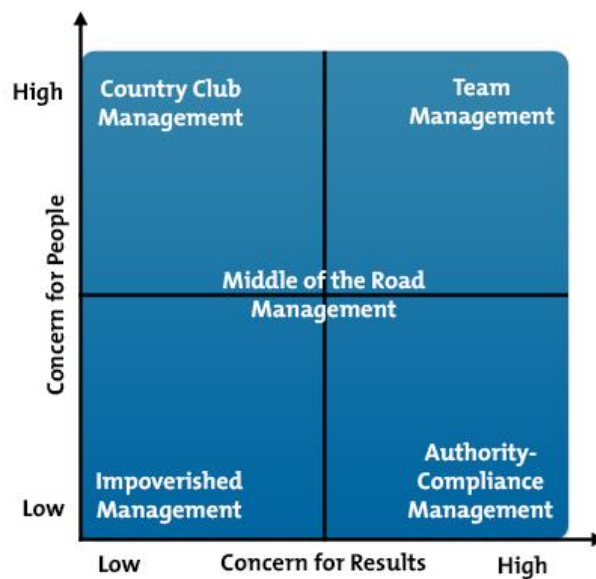 High
Country Club
Management
Team
Management
Concern for People
Middle of the Road
Management
Impoverished
Management
Authority-
Compliance
Management
Low
Low
Concern for Results
High